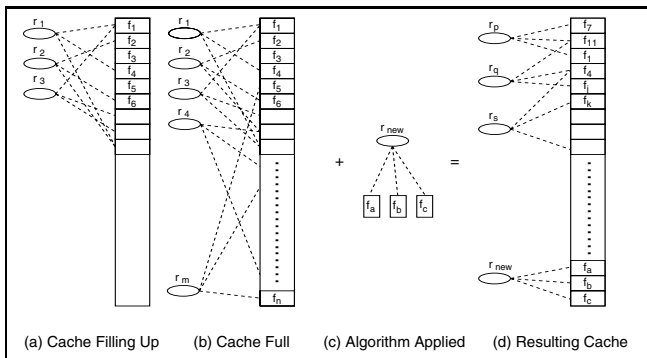 r1
r2
r3
f1
f2
f3
f4
f5
f6
(a) Cache Filling Up
r1
r2
r3
r4
rm
f1
f2
f3
f4
f5
f6
fn
(b) Cache Full
+
rnew
fa
fb
fc
=
(c) Algorithm Applied
rp
rq
rs
rnew
f7
f11
f1
f4
fj
fk
fa
fb
fc
(d) Resulting Cache